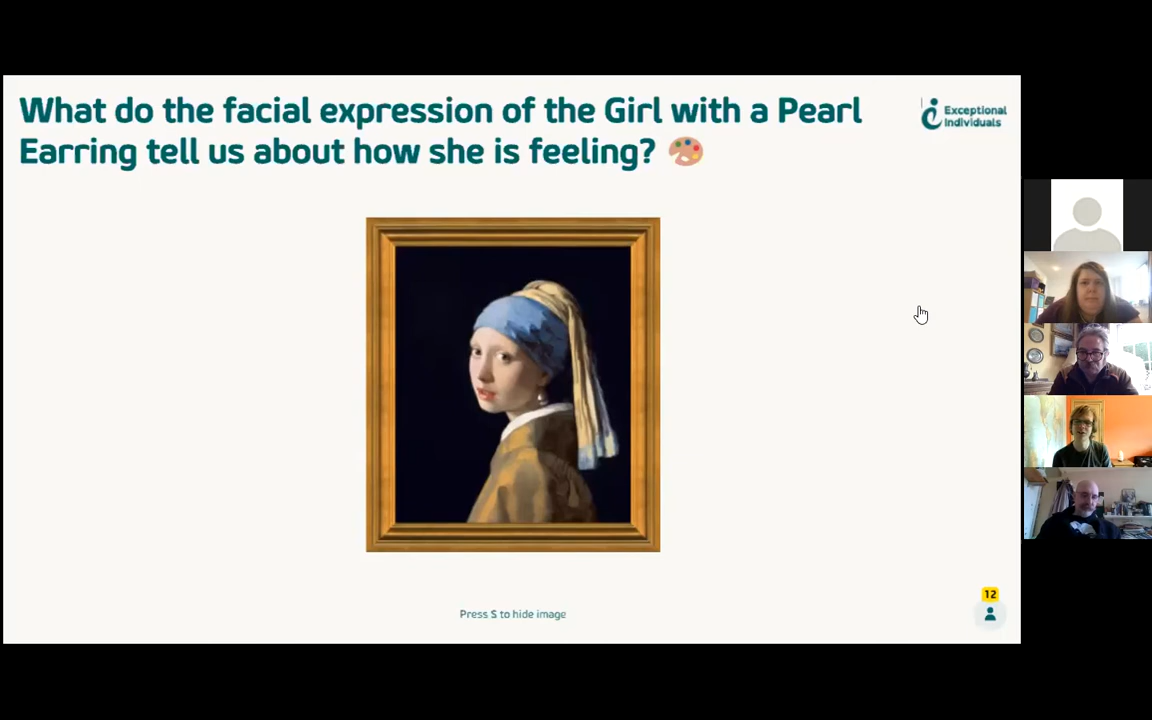 What do the facial expression of the Girl with a Pearl
Earring tell us about how she is feeling?
Exceptional
Individuals
Press S to hide image
12